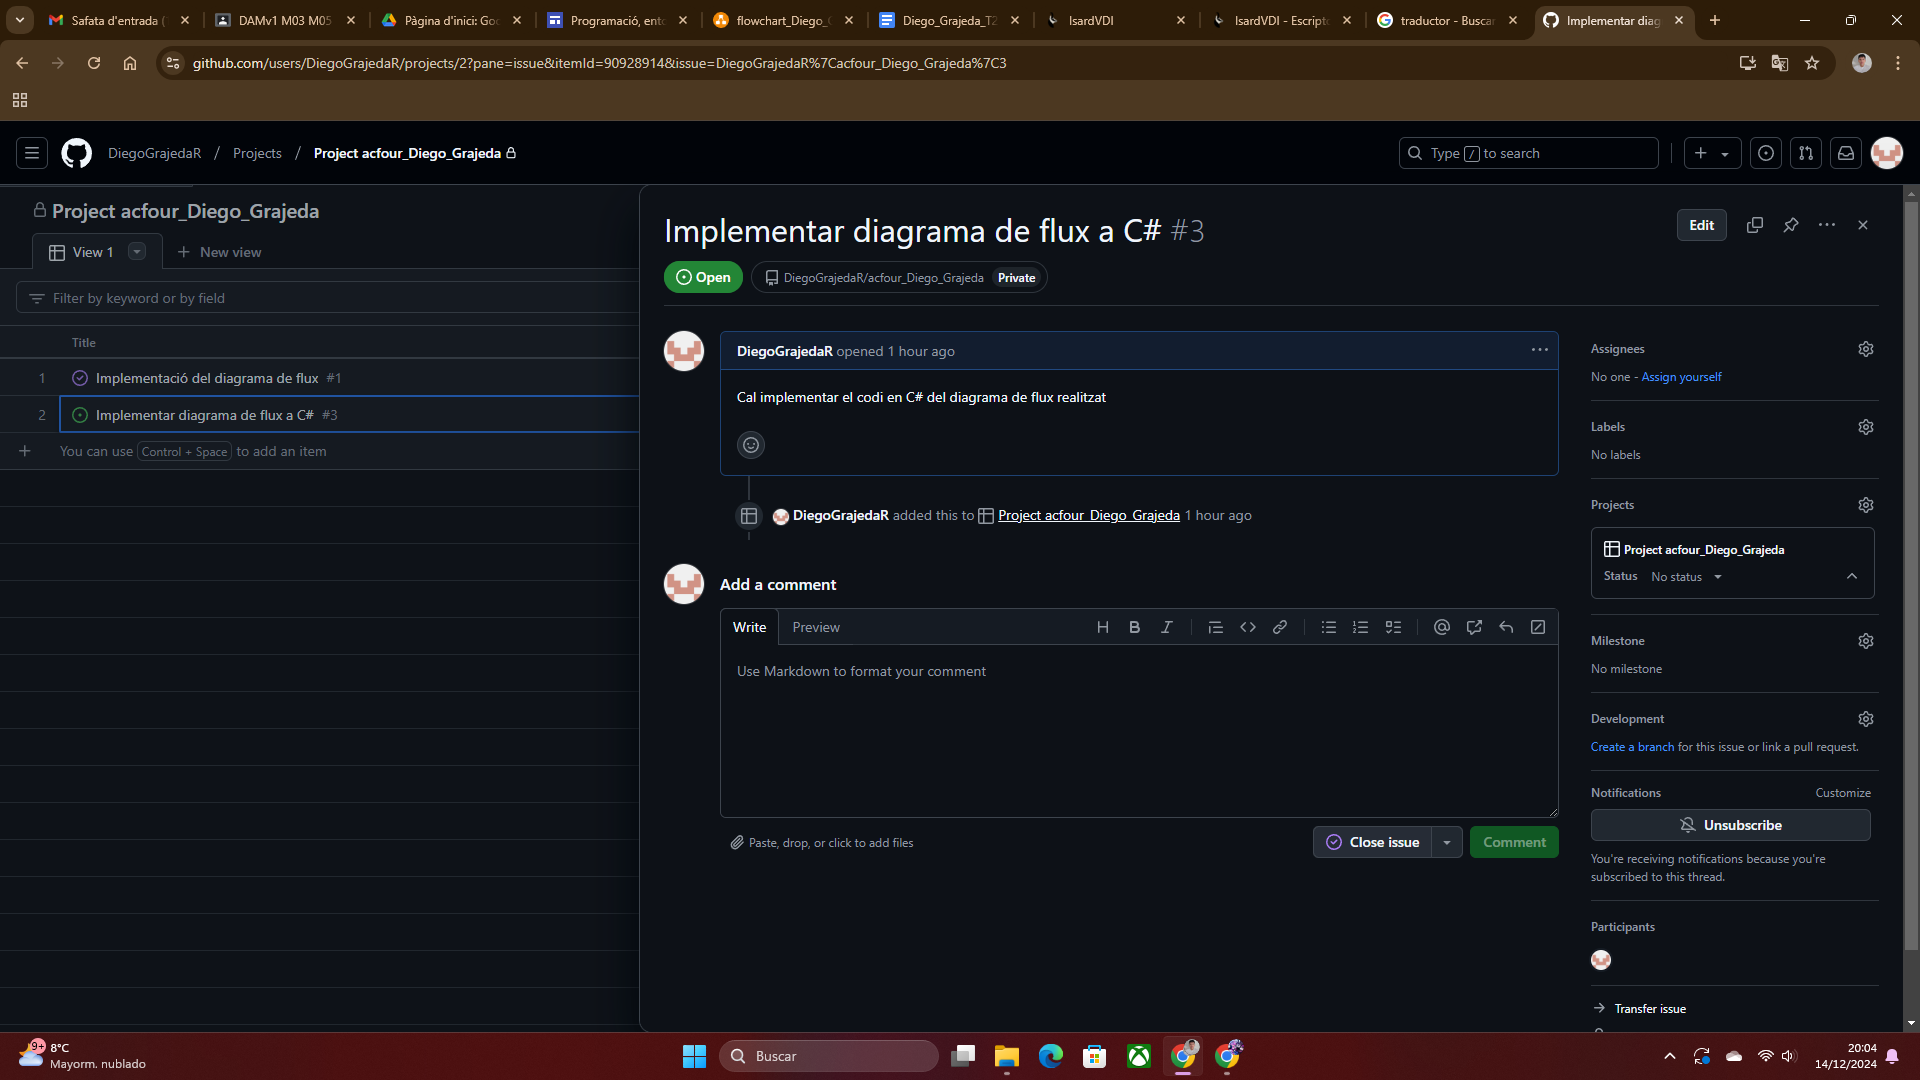 Safata d'entrada (
DAMv1 M03 M05
Pàgina d'inici: Goo
Programació, ento
flowchart_Diego_G
Diego_Grajeda_T2
IsardVDI
IsardVDI - Escripto
traductor - Buscar
Implementar diag
github.com/users/DiegoGrajedaR/projects/2?pane=issue&itemId=90928914&issue=DiegoGrajedaR%7Cacfour_Diego_Grajeda%7C3
DiegoGrajedaR / Projects / Project acfour_Diego_Grajeda
Type / to search
Project acfour_Diego_Grajeda
View 1
New view
Filter by keyword or by field
Title
1 Implementació del diagrama de flux #1
2 Implementar diagrama de flux a C# #3
You can use Control + Space to add an item
Implementar diagrama de flux a C# #3
Edit
Open
DiegoGrajedaR/acfour_Diego_Grajeda Private
DiegoGrajedaR opened 1 hour ago
Cal implementar el codi en C# del diagrama de flux realitzat
DiegoGrajedaR added this to Project acfour_Diego_Grajeda 1 hour ago
Add a comment
Write
Preview
Use Markdown to format your comment
Paste, drop, or click to add files
Close issue
Comment
Assignees
No one - Assign yourself
Labels
No labels
Projects
Project acfour_Diego_Grajeda
Status No status
Milestone
No milestone
Development
Create a branch for this issue or link a pull request.
Notifications
Customize
Unsubscribe
You're receiving notifications because you're
subscribed to this thread.
Participants
Transfer issue
9+
8°C
Mayorm. nublado
Buscar
20:04
14/12/2024